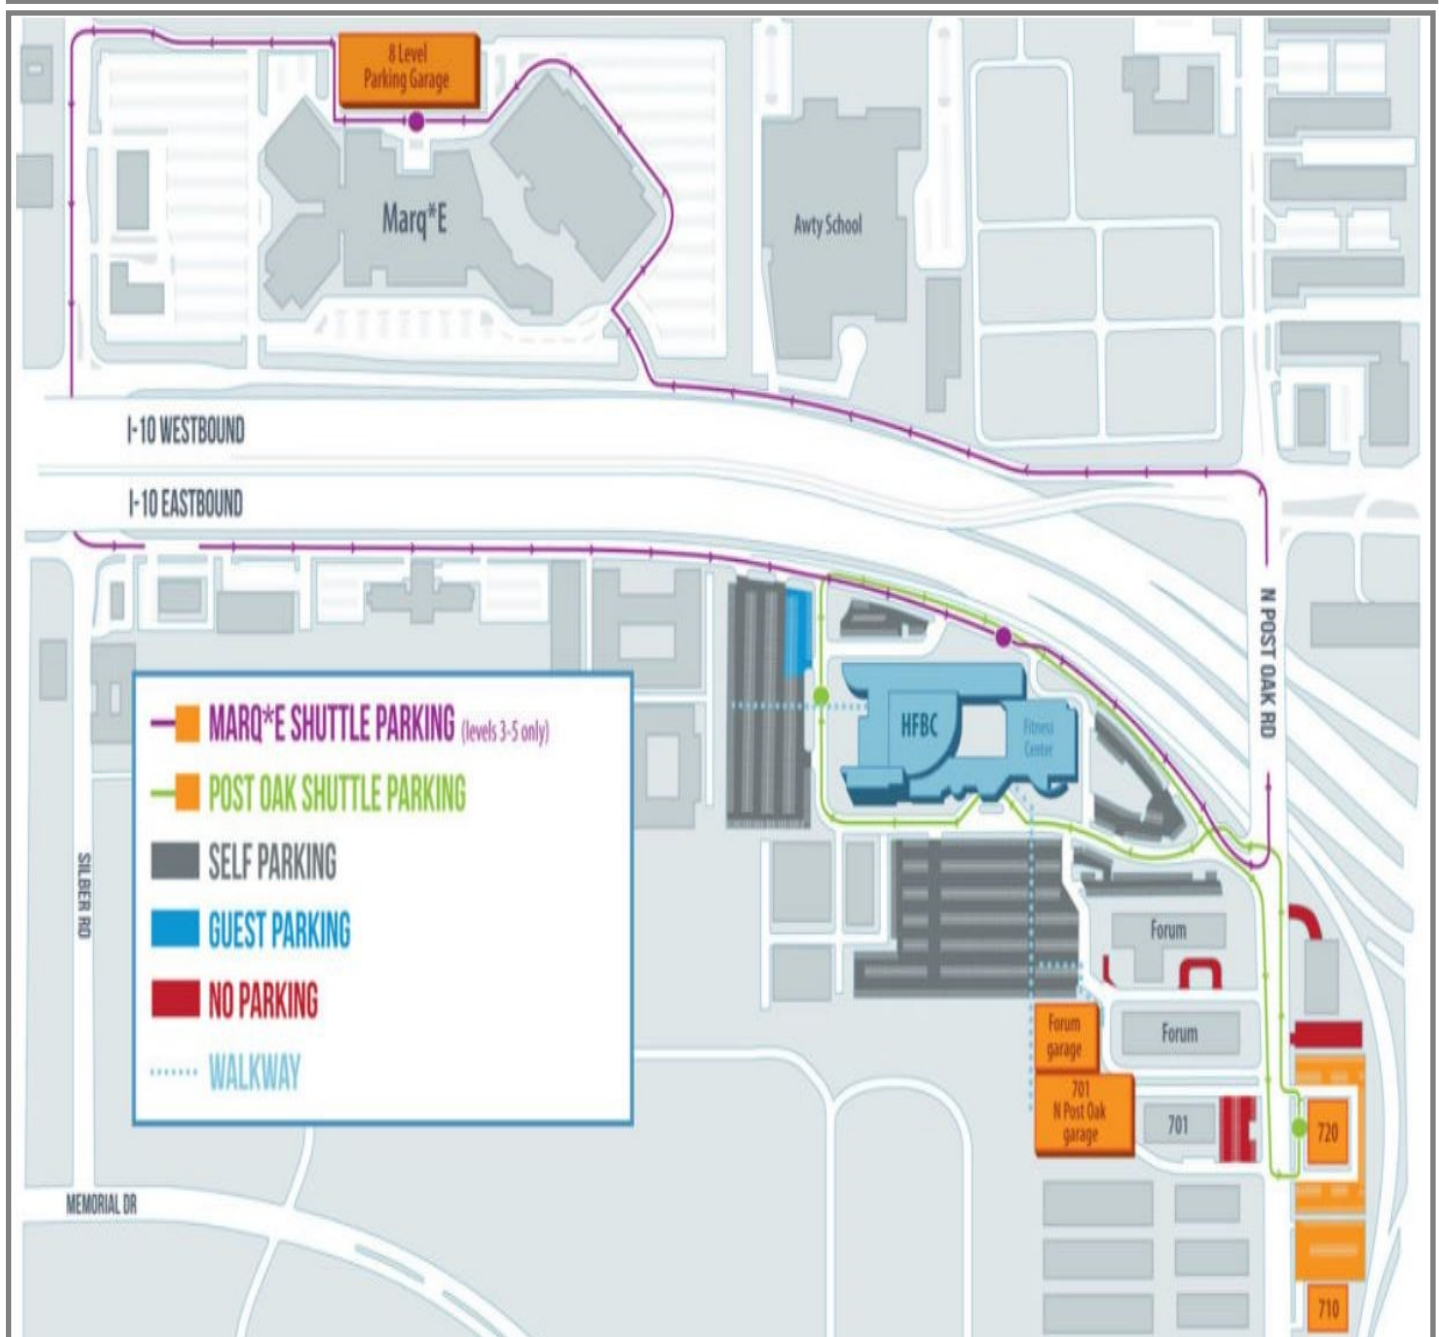 8 Level
Parking Garage
Marq*E
Awty School
I-10 WESTBOUND
I-10 EASTBOUND
N POST OAK RD
HFBC
Fitness
Center
MARQ*E SHUTTLE PARKING (levels 3-5 only)
POST OAK SHUTTLE PARKING
SELF PARKING
GUEST PARKING
NO PARKING
WALKWAY
SILBER RD
Forum
Forum
garage
Forum
701
N Post Oak
garage
701
720
MEMORIAL DR
710